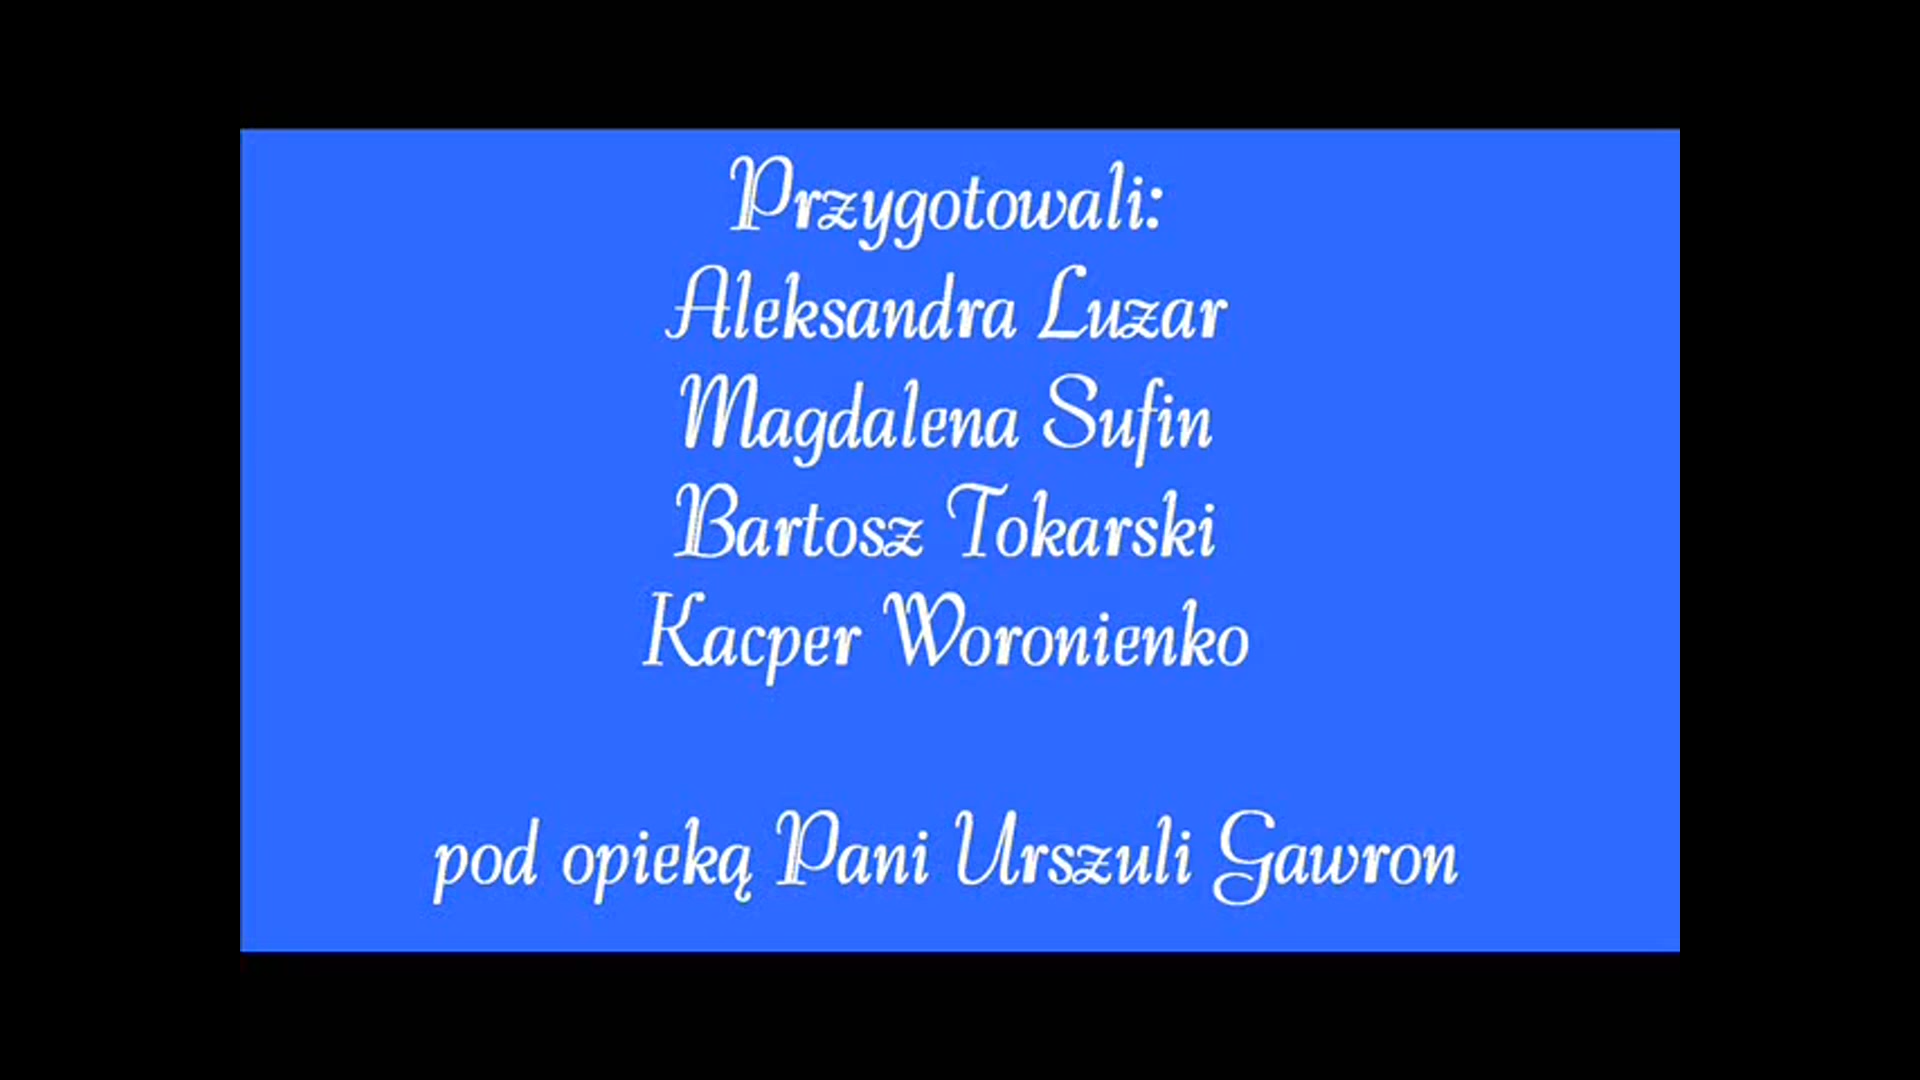 Przygotowali:
Aleksandra Luzar
Magdalena Sufin
Bartosz Tokarski
Kacper Woronienko
pod opieką Pani Urszuli Gawron